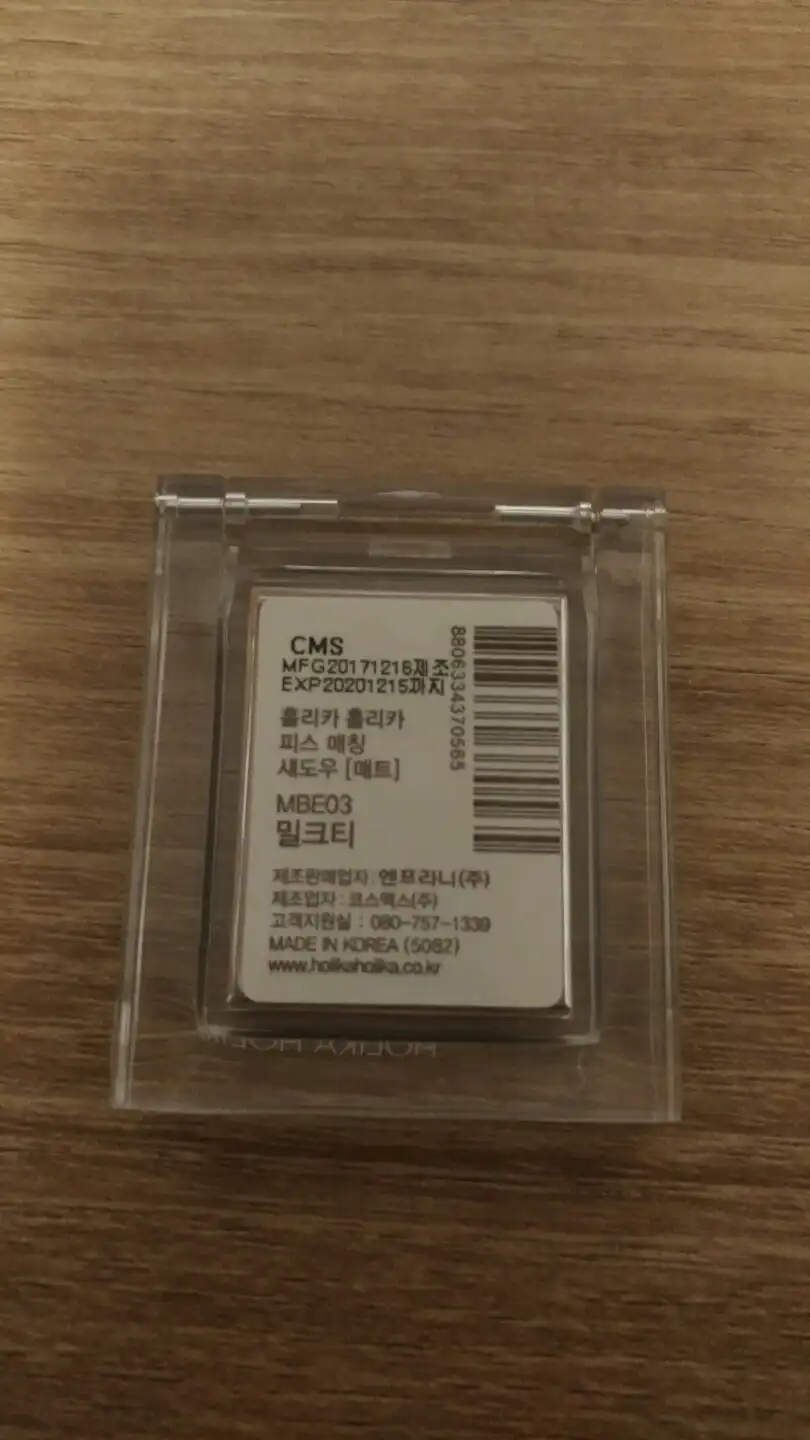 CMS
MFG20171216제조
EXP20201215까지
홀리카 홀리카
피스 매칭
섀도우 [매트]
MBE03
밀크티
제조판매업자 : 엔프라니(주)
제조업자 : 코스맥스(주)
고객지원실 : 080-757-1339
MADE IN KOREA (5082)
www.holikaholika.co.kr
8806334370565
HOLIKA HOLIKA